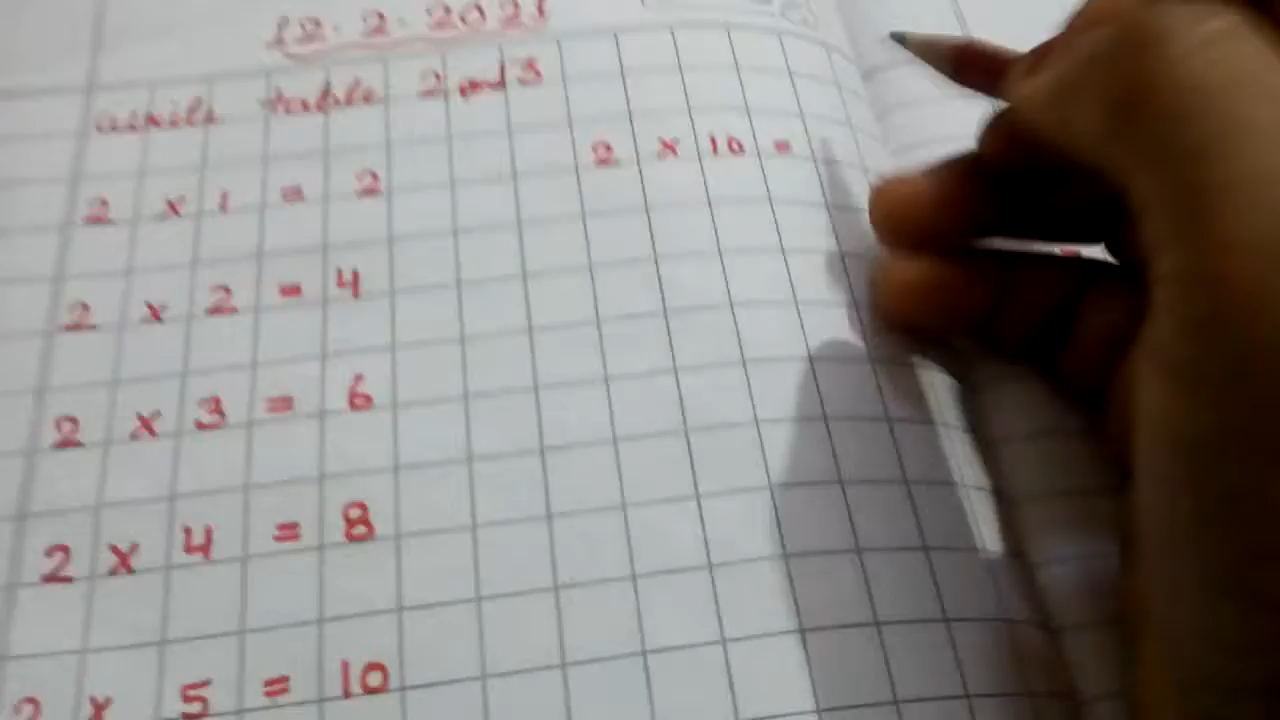 12.2.2021
table 2 and 3
2 x 1 = 2
2 x 2 = 4
2 x 3 = 6
2 x 4 = 8
2 x 5 = 10
2 x 10 =